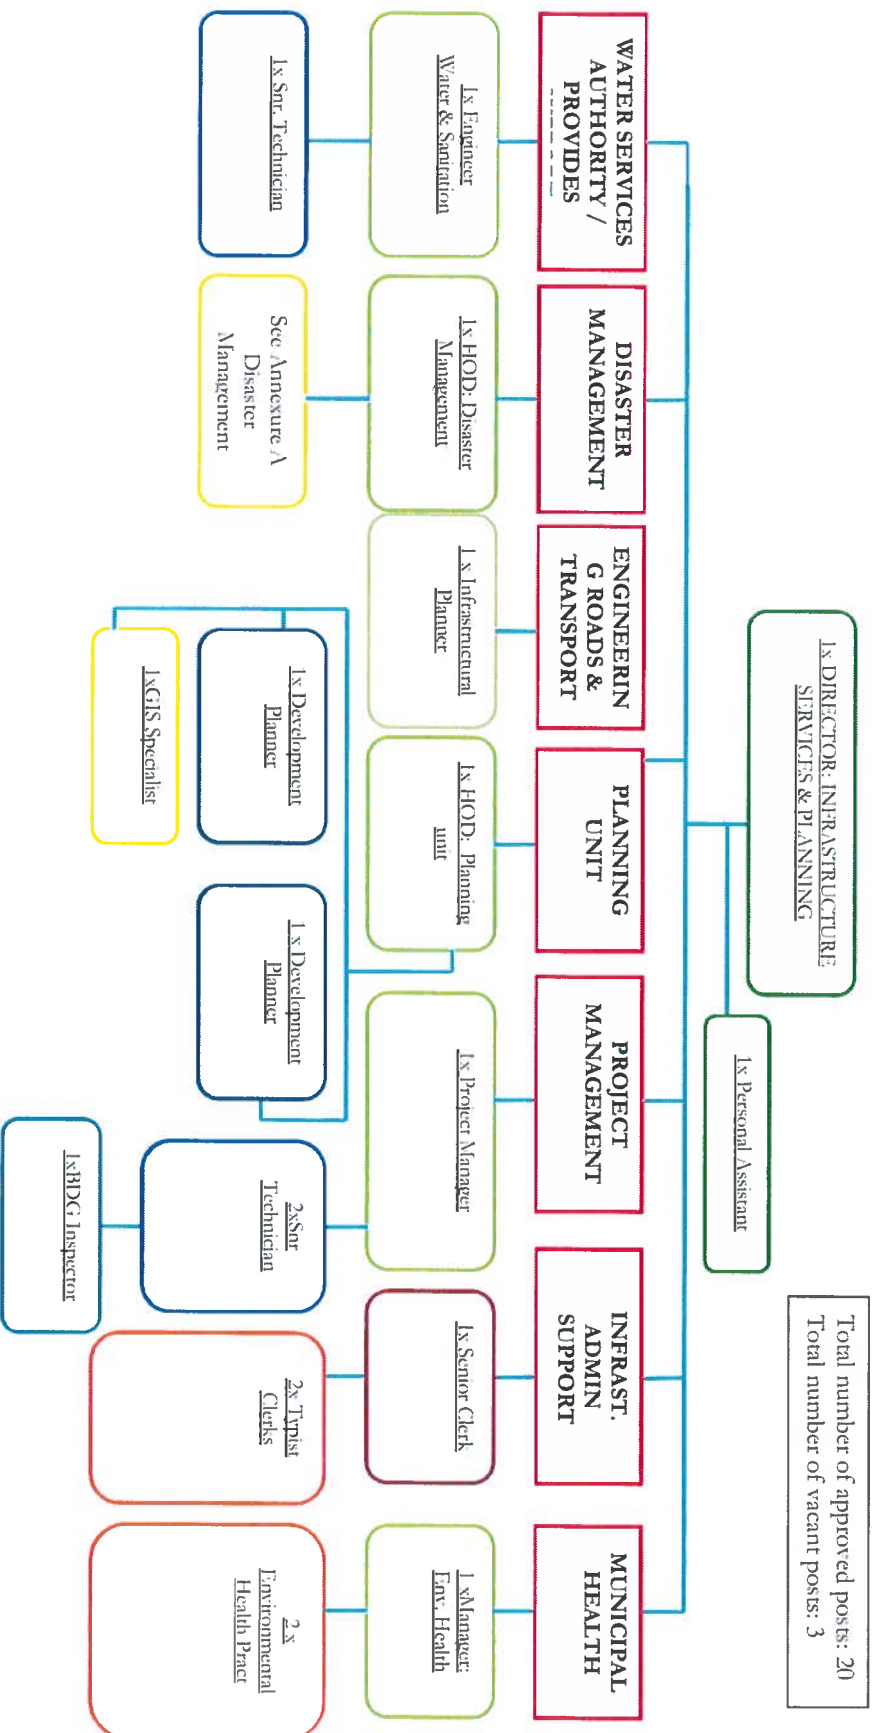 Total number of approved posts: 20
Total number of vacant posts: 3
1x DIRECTOR: INFRASTRUCTURE
SERVICES & PLANNING
1x Personal Assistant
WATER SERVICES
AUTHORITY /
PROVIDES
DISASTER
MANAGEMENT
ENGINEERIN
G ROADS &
TRANSPORT
PLANNING
UNIT
PROJECT
MANAGEMENT
INFRAST.
ADMIN
SUPPORT
MUNICIPAL
HEALTH
1x Engineer
Water & Sanitation
1x HOD: Disaster
Management
1 x Infrastructural
Planner
1x HOD: Planning
unit
1x Project Manager
1x Senior Clerk
1 xManager:
Env. Health
1x Snr. Technician
See Annexure A
Disaster
Management
1x Development
Planner
1 x Development
Planner
2xSnr
Technician
2x Typist
Clerks
2 x
Environmental
Health Pract
1xGIS Specialist
1xBDG Inspector